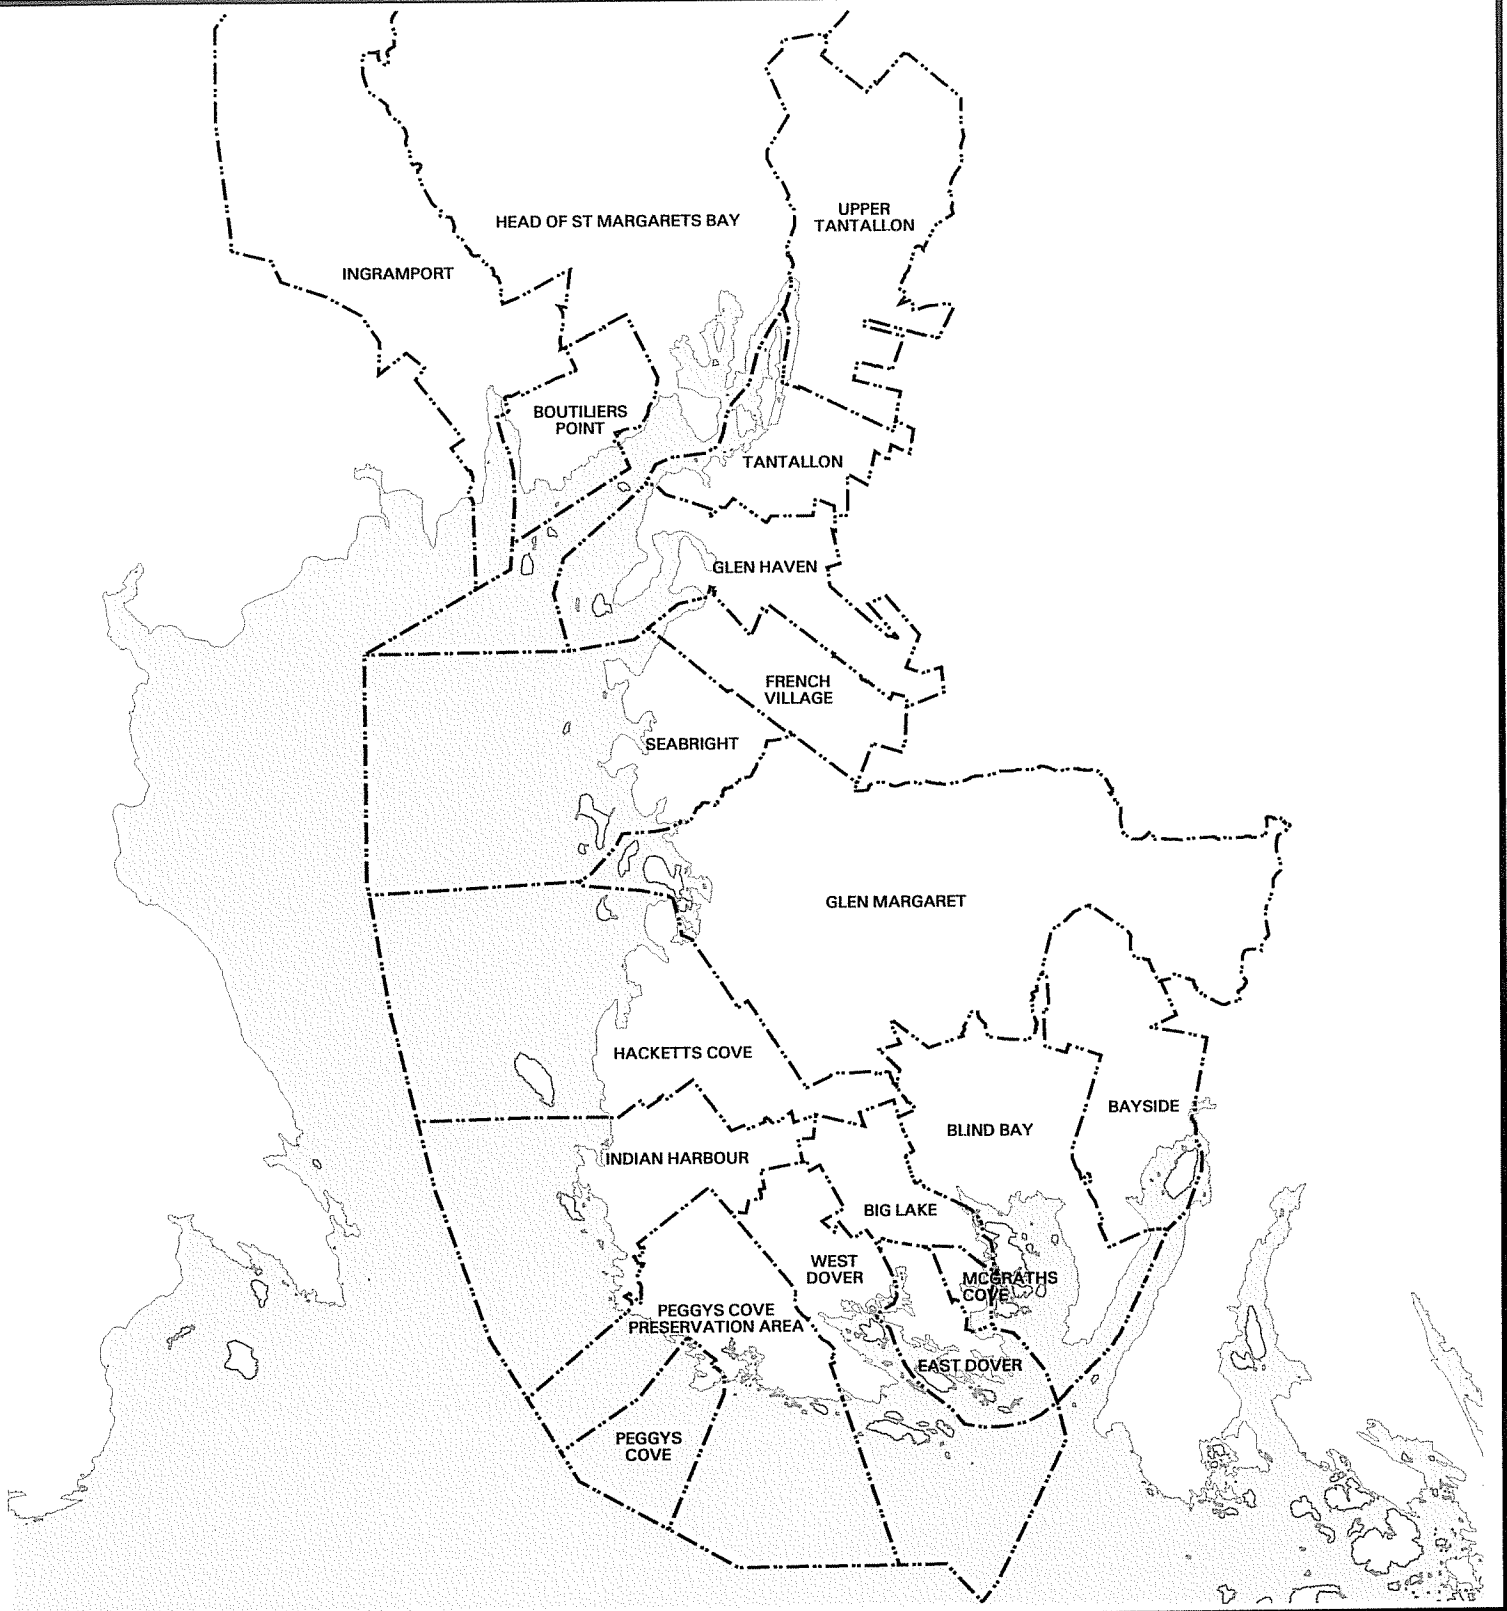 HEAD OF ST MARGARETS BAY
UPPER
TANTALLON
INGRAMPORT
BOUTILIERS
POINT
TANTALLON
GLEN HAVEN
FRENCH
VILLAGE
SEABRIGHT
GLEN MARGARET
HACKETTS COVE
BAYSIDE
BLIND BAY
INDIAN HARBOUR
BIG LAKE
WEST
DOVER
MCGRATHS
COVE
PEGGYS COVE
PRESERVATION AREA
EAST DOVER
PEGGYS
COVE